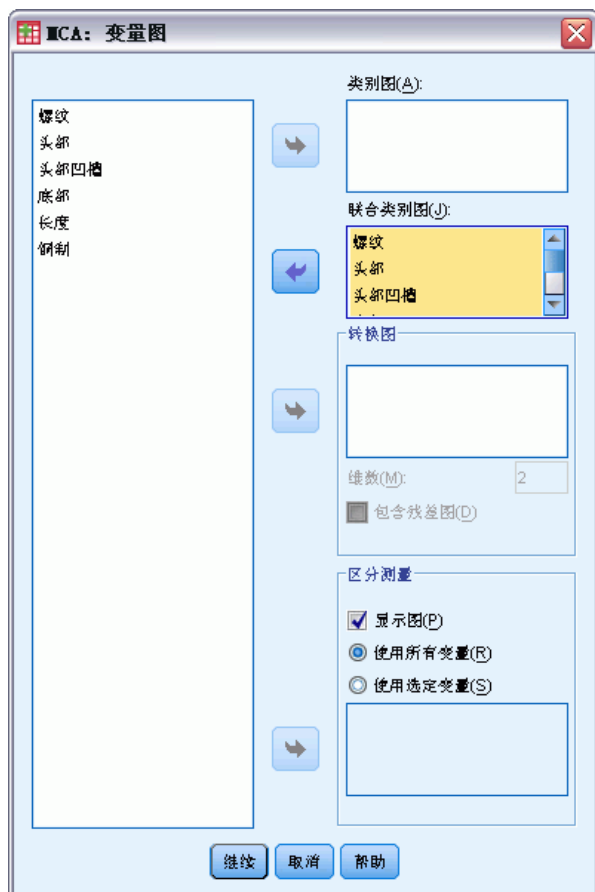 MCA: 变量图
螺纹
头部
头部凹槽
底部
长度
铜制
类别图(A):
联合类别图(J):
螺纹
头部
头部凹槽
转换图
维数(M):
2
包含残差图(D)
区分测量
显示图(P)
使用所有变量(R)
使用选定变量(S)
继续
取消
帮助